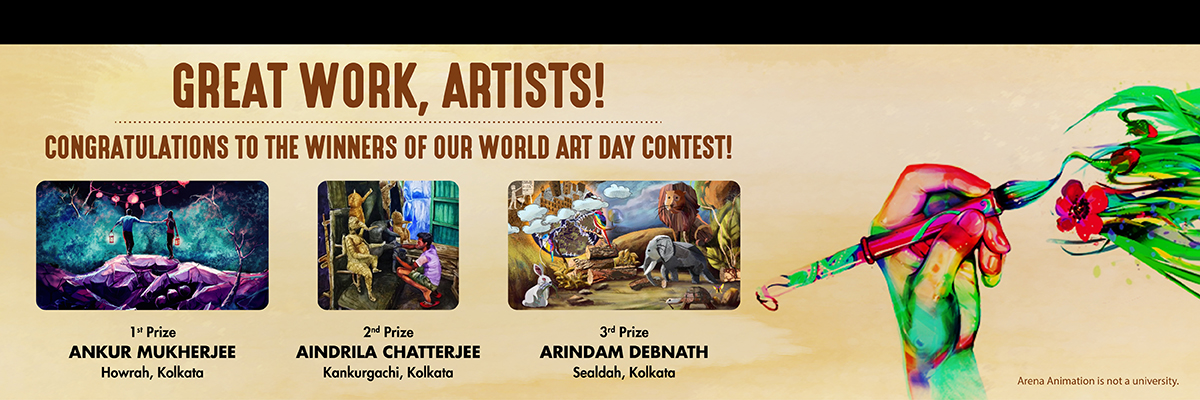 GREAT WORK, ARTISTS!
CONGRATULATIONS TO THE WINNERS OF OUR WORLD ART DAY CONTEST!
1st Prize
ANKUR MUKHERJEE
Howrah, Kolkata
2nd Prize
AINDRILA CHATTERJEE
Kankurgachi, Kolkata
3rd Prize
ARINDAM DEBNATH
Sealdah, Kolkata
Arena Animation is not a university.